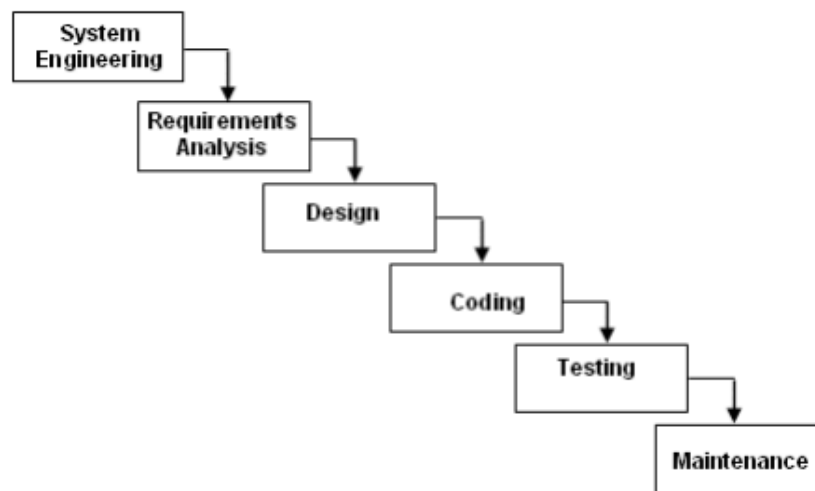 System
Engineering
Requirements
Analysis
Design
Coding
Testing
Maintenance